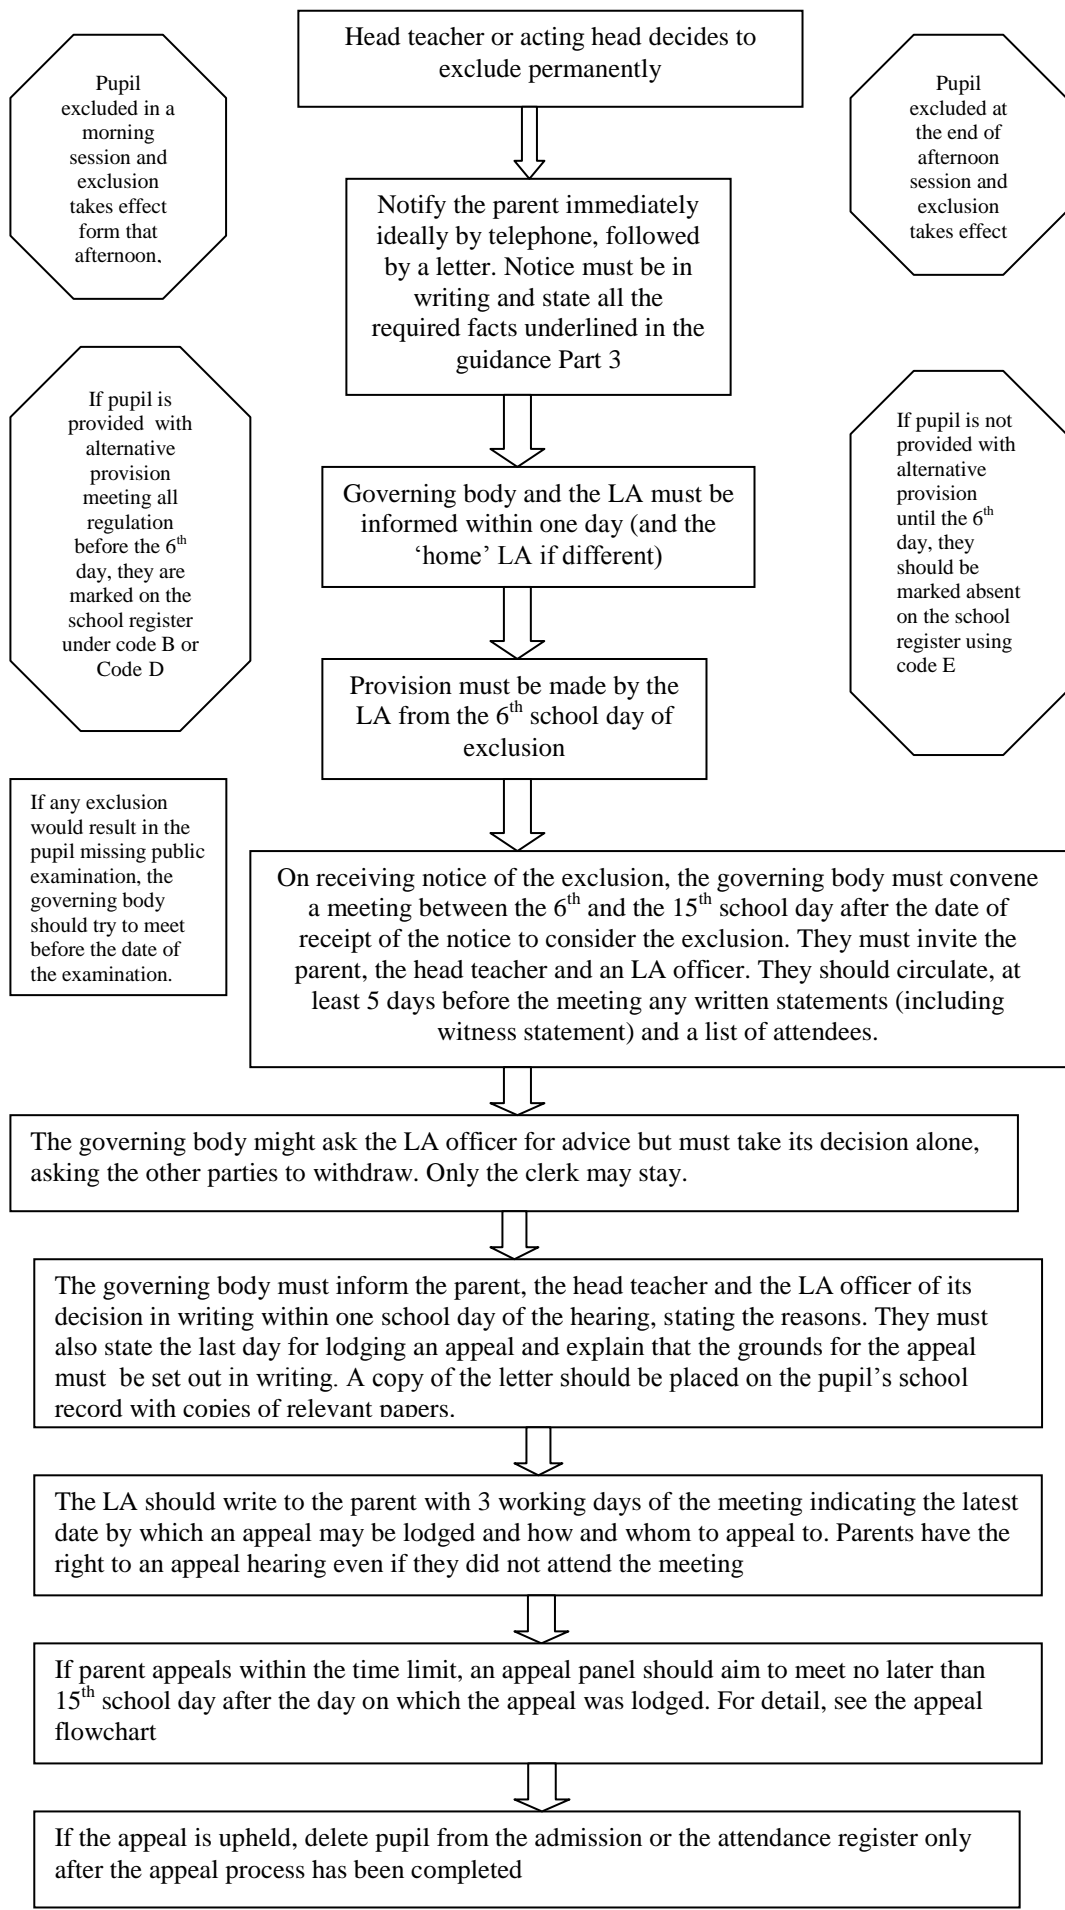 Head teacher or acting head decides to
exclude permanently
Pupil
excluded in a
morning
session and
exclusion
takes effect
form that
afternoon.
Pupil
excluded at
the end of
afternoon
session and
exclusion
takes effect
Notify the parent immediately
ideally by telephone, followed
by a letter. Notice must be in
writing and state all the
required facts underlined in the
guidance Part 3
If pupil is
provided with
alternative
provision
meeting all
regulation
before the 6th
day, they are
marked on the
school register
under code B or
Code D
If pupil is not
provided with
alternative
provision
until the 6th
day, they
should be
marked absent
on the school
register using
code E
Governing body and the LA must be
informed within one day (and the
‘home’ LA if different)
Provision must be made by the
LA from the 6th school day of
exclusion
If any exclusion
would result in the
pupil missing public
examination, the
governing body
should try to meet
before the date of
the examination.
On receiving notice of the exclusion, the governing body must convene
a meeting between the 6th and the 15th school day after the date of
receipt of the notice to consider the exclusion. They must invite the
parent, the head teacher and an LA officer. They should circulate, at
least 5 days before the meeting any written statements (including
witness statement) and a list of attendees.
The governing body might ask the LA officer for advice but must take its decision alone,
asking the other parties to withdraw. Only the clerk may stay.
The governing body must inform the parent, the head teacher and the LA officer of its
decision in writing within one school day of the hearing, stating the reasons. They must
also state the last day for lodging an appeal and explain that the grounds for the appeal
must be set out in writing. A copy of the letter should be placed on the pupil’s school
record with copies of relevant papers.
The LA should write to the parent with 3 working days of the meeting indicating the latest
date by which an appeal may be lodged and how and whom to appeal to. Parents have the
right to an appeal hearing even if they did not attend the meeting
If parent appeals within the time limit, an appeal panel should aim to meet no later than
15th school day after the day on which the appeal was lodged. For detail, see the appeal
flowchart
If the appeal is upheld, delete pupil from the admission or the attendance register only
after the appeal process has been completed